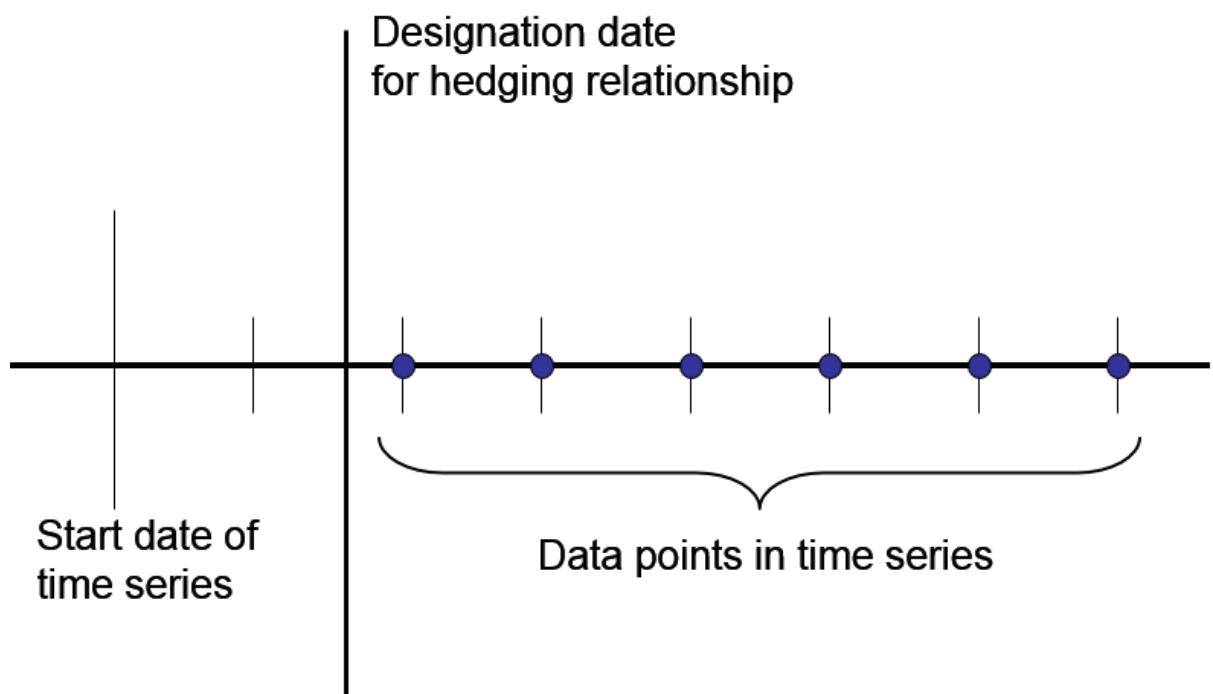 Designation date
for hedging relationship
Start date of
time series
Data points in time series